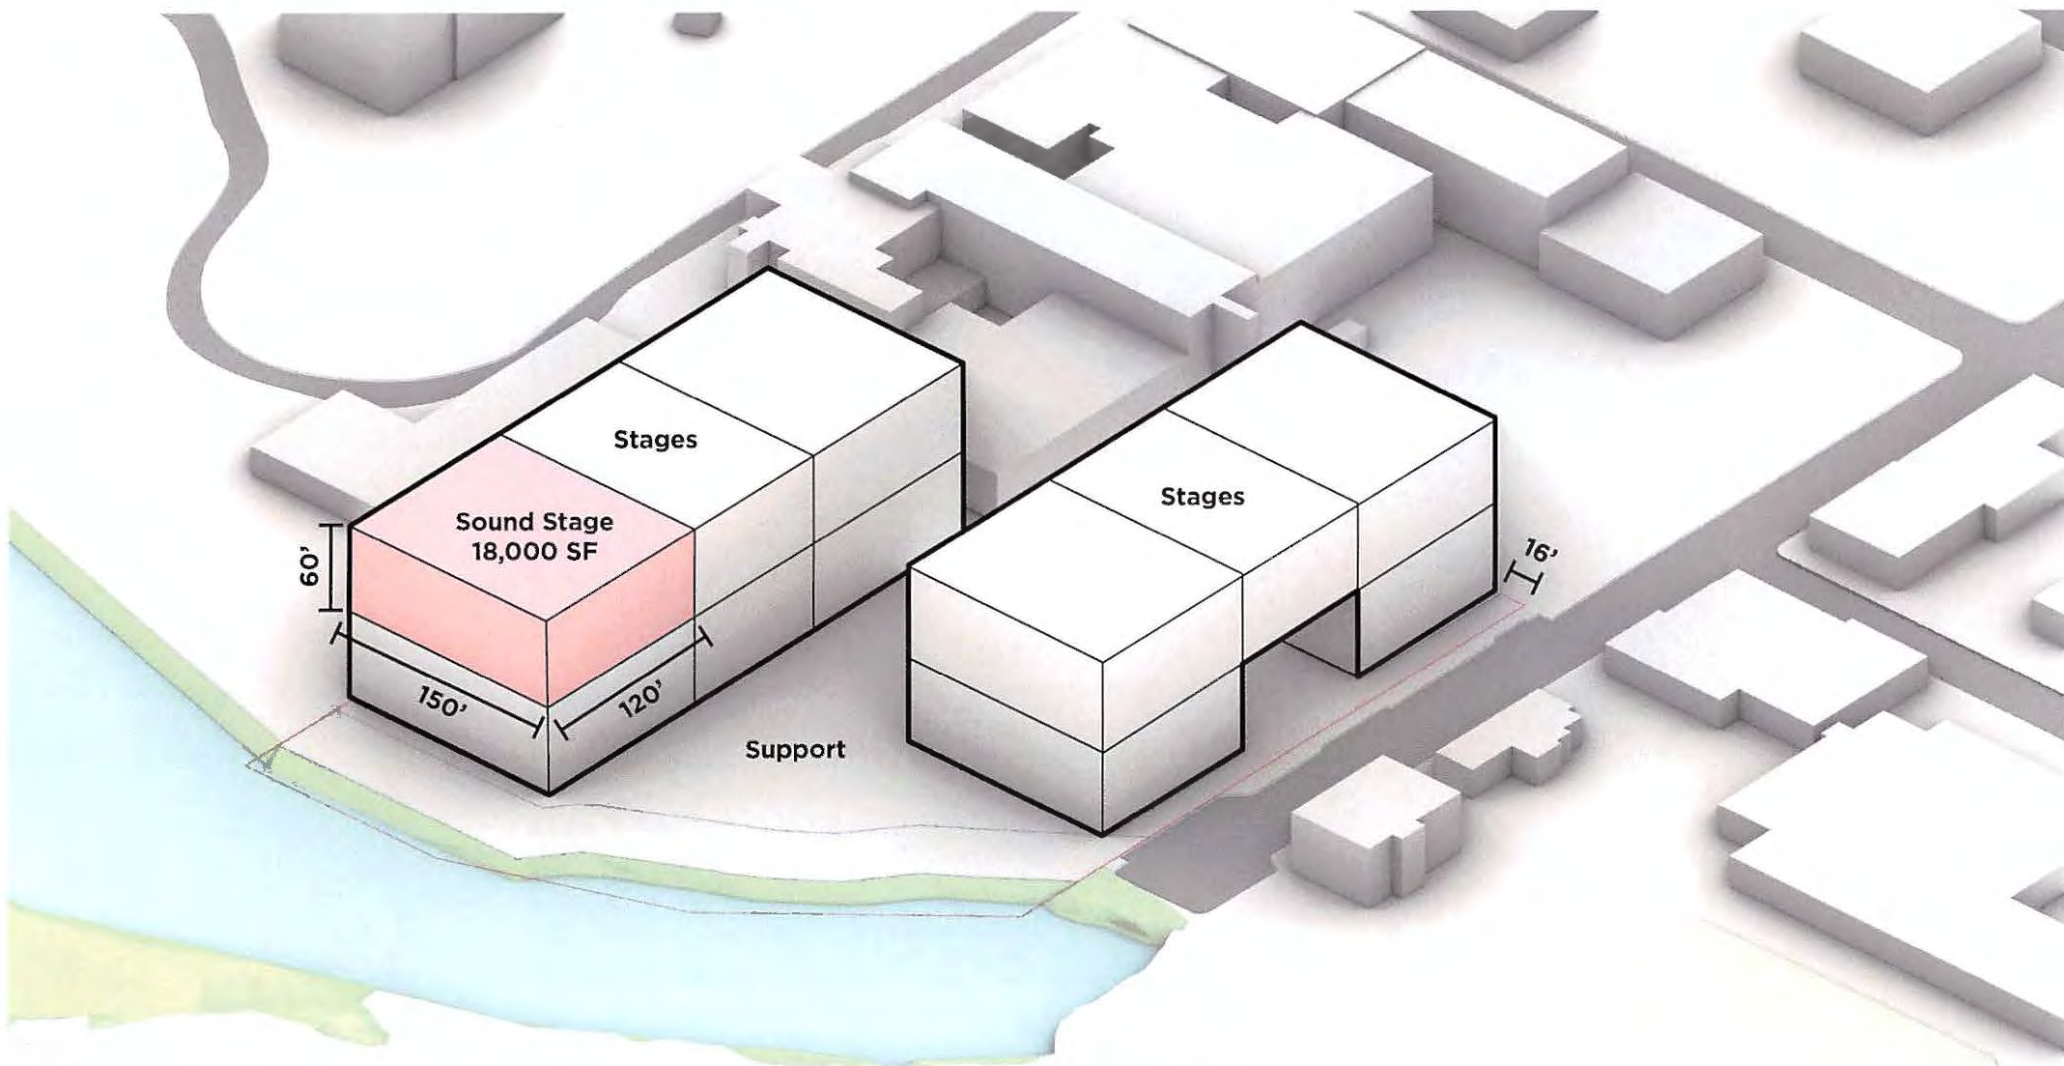 Stages
Sound Stage
18,000 SF
60'
150'
120'
Support
Stages
16'